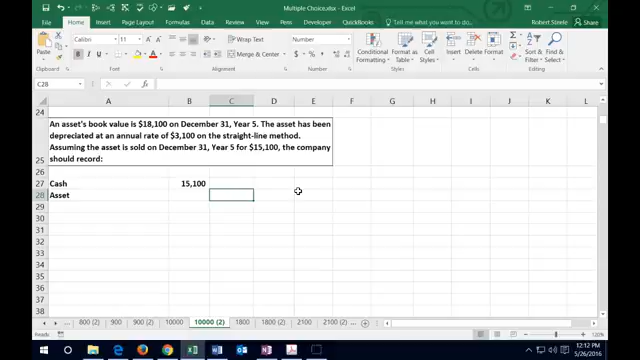 Multiple Choice.xlsx - Excel
Robert Steele
Share
File Home Insert Page Layout Formulas Data Review View Pens Developer QuickBooks Tell me what you want to do
Paste
Calibri 11
Wrap Text
Merge & Center
Number
$ % ,
Conditional Formatting
Format as Table
Cell Styles
Insert Delete Format
Sort & Filter
Find & Select
Clipboard Font Alignment Number Styles Cells Editing
C28 fx
A B C D E F G H I J K L
24
An asset's book value is $18,100 on December 31, Year 5. The asset has been
depreciated at an annual rate of $3,100 on the straight-line method.
Assuming the asset is sold on December 31, Year 5 for $15,100, the company
25 should record:
26
27 Cash 15,100
28 Asset
29
30
31
32
33
34
35
36
37
38
800 (2) 900 900 (2) 10000 10000 (2) 1800 1800 (2) 2100 2100 (2)
Ready 120%
12:12 PM
5/26/2016